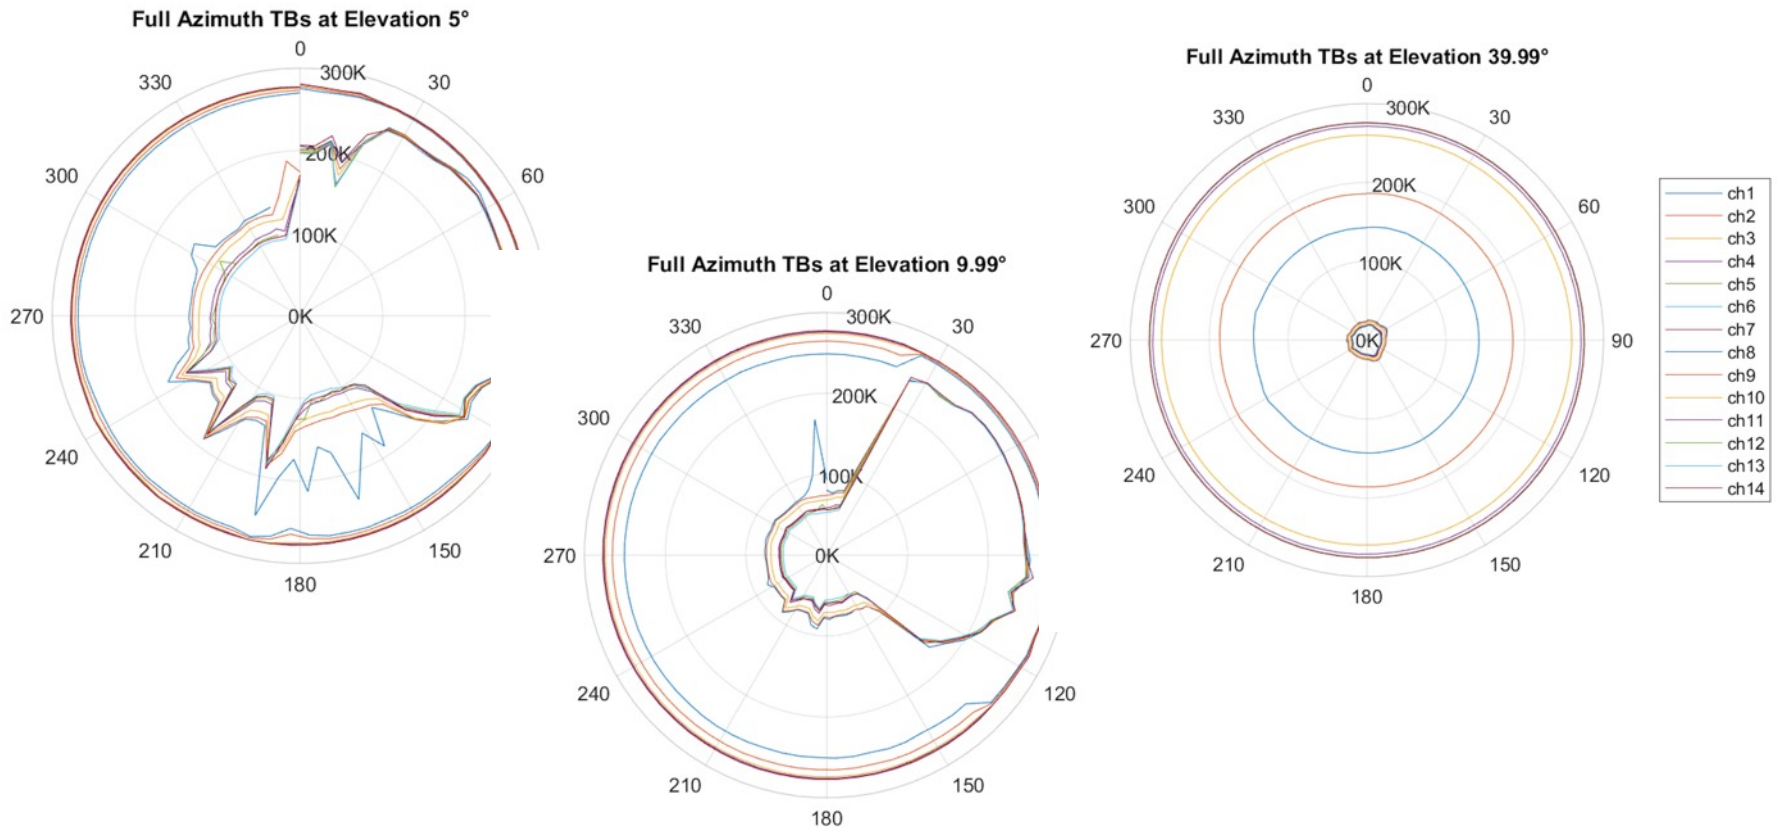 Full Azimuth TBs at Elevation 5°
0
30
60
150
180
210
240
270
300
330
300K
200K
100K
0K
Full Azimuth TBs at Elevation 9.99°
0
30
120
150
180
210
240
270
300
330
300K
200K
100K
0K
Full Azimuth TBs at Elevation 39.99°
0
30
60
90
120
150
180
210
240
270
300
330
300K
200K
100K
0K
ch1
ch2
ch3
ch4
ch5
ch6
ch7
ch8
ch9
ch10
ch11
ch12
ch13
ch14